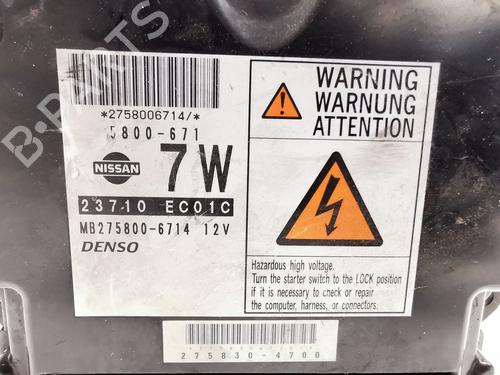 *2758006714/*
5800-671
NISSAN
7W
23710 EC01C
MB275800-6714 12V
DENSO
WARNING
WARNUNG
ATTENTION
Hazardous high voltage.
Turn the starter switch to the LOCK position
if it is necessary to check or repair
the computer, harness, or connectors.
275830-4700
B-PARTS